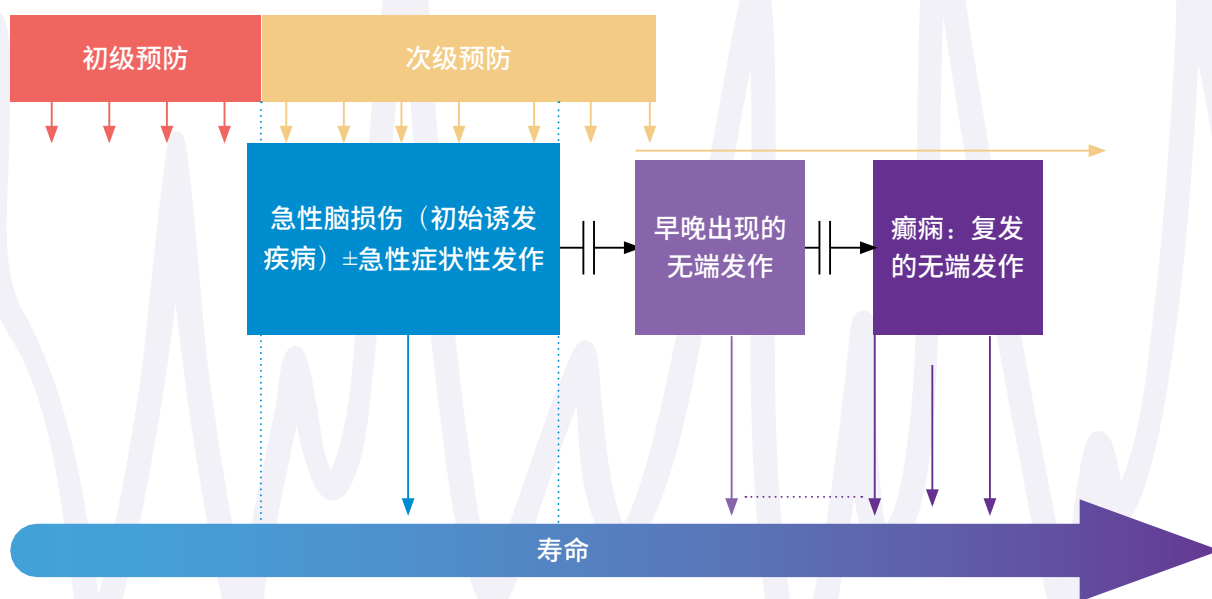 初级预防
次级预防
急性脑损伤（初始诱发
疾病）±急性症状性发作
早晚出现的
无端发作
癫痫：复发
的无端发作
寿命